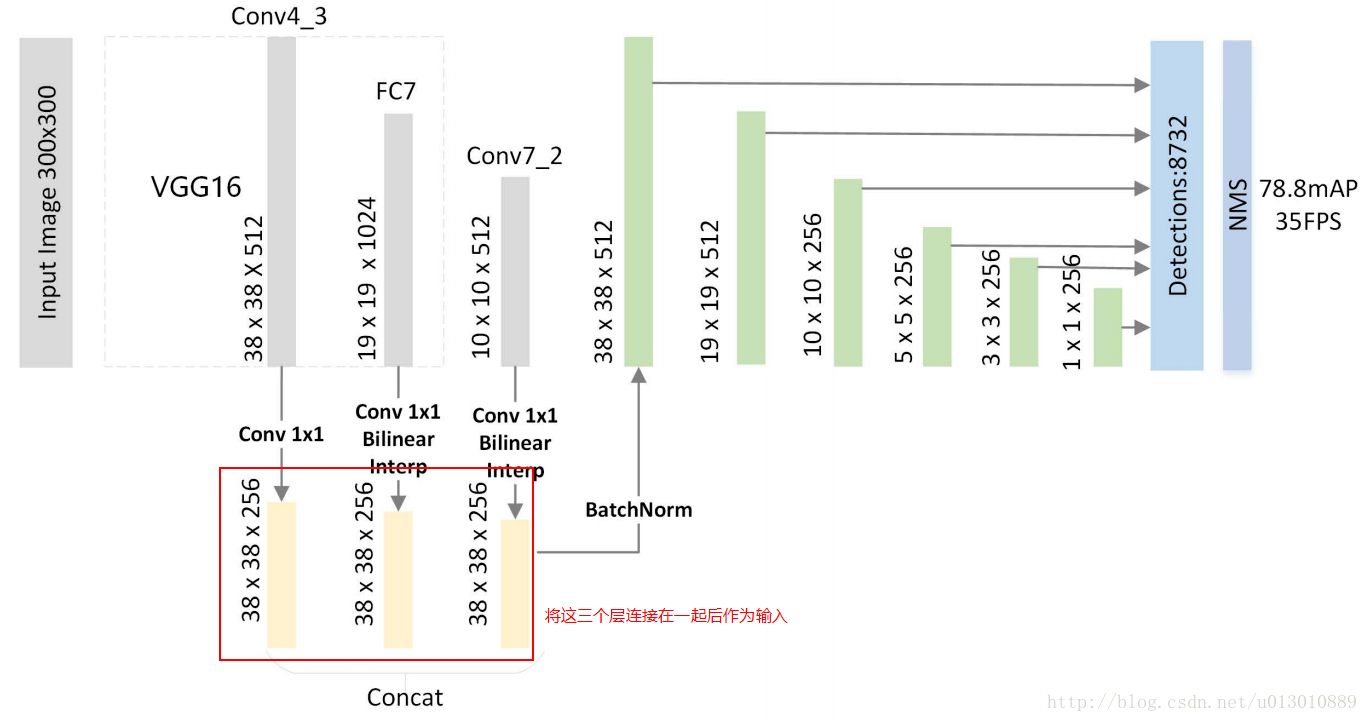 Conv4_3
FC7
Conv7_2
Input Image 300x300
VGG16
38 x 38 x 512
19 x 19 x 1024
10 x 10 x 512
38 x 38 x 512
19 x 19 x 512
10 x 10 x 256
5 x 5 x 256
3 x 3 x 256
1 x 1 x 256
Detections:8732
NMS
78.8mAP
35FPS
Conv 1x1
Conv 1x1
Bilinear
Interp
Conv 1x1
Bilinear
Interp
38 x 38 x 256
38 x 38 x 256
38 x 38 x 256
BatchNorm
将这三个层连接在一起后作为输入
Concat
http://blog.csdn.net/u013010889